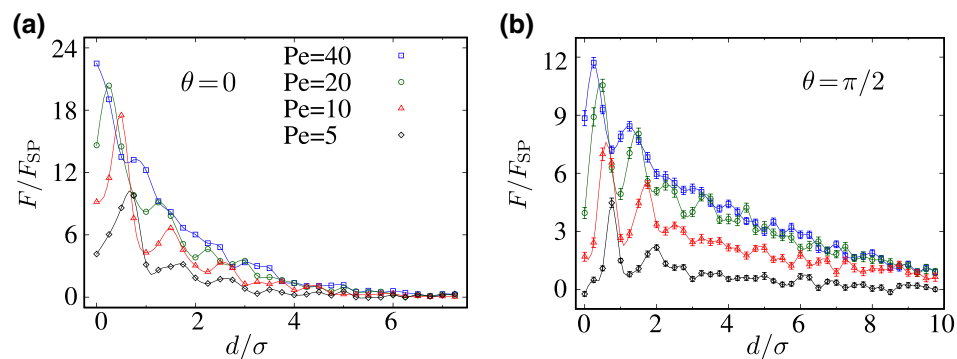 (a)
24
18
12
6
0
F/F_SP
θ = 0
Pe=40
Pe=20
Pe=10
Pe=5
0 2 4 6
d/σ
(b)
12
9
6
3
0
F/F_SP
θ = π/2
0 2 4 6 8 10
d/σ